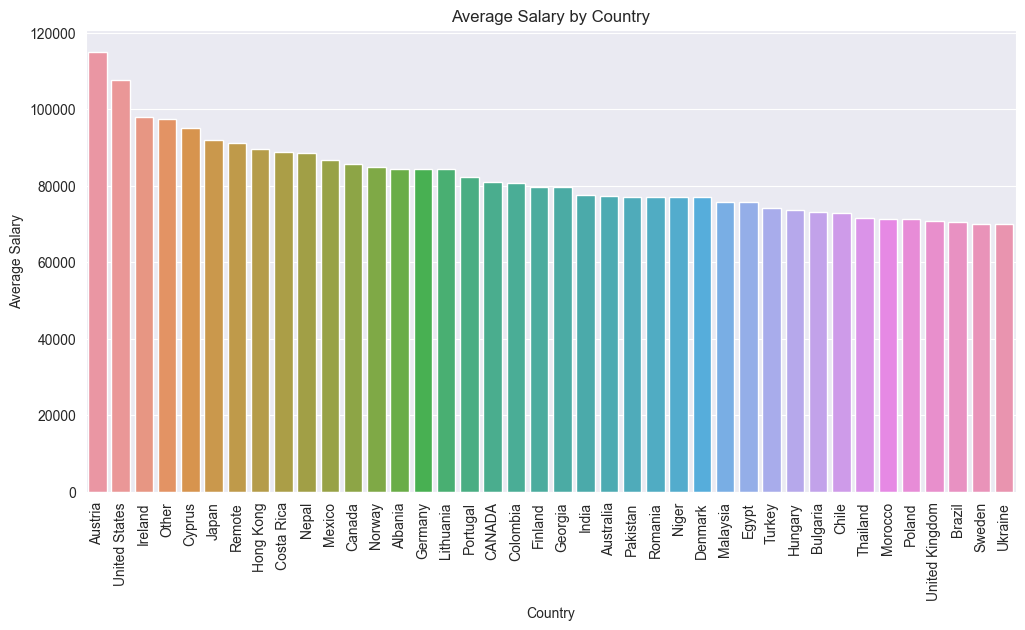 Average Salary by Country
Average Salary
120000
100000
80000
60000
40000
20000
0
Austria
United States
Ireland
Other
Cyprus
Japan
Remote
Hong Kong
Costa Rica
Nepal
Mexico
Canada
Norway
Albania
Germany
Lithuania
Portugal
CANADA
Colombia
Finland
Georgia
India
Australia
Pakistan
Romania
Niger
Denmark
Malaysia
Egypt
Turkey
Hungary
Bulgaria
Chile
Thailand
Morocco
Poland
United Kingdom
Brazil
Sweden
Ukraine
Country